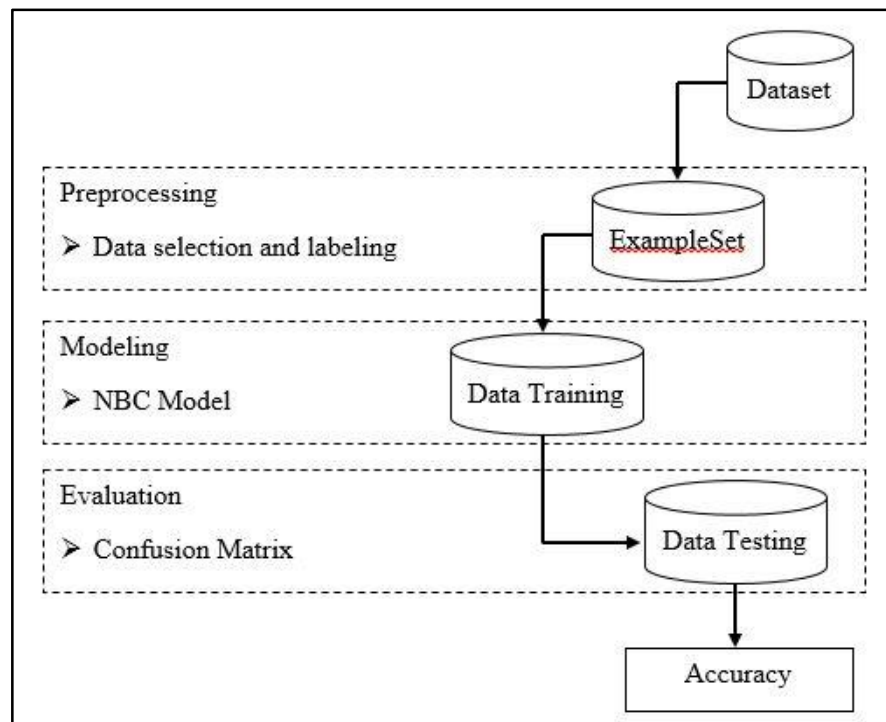 Dataset
Preprocessing
➢ Data selection and labeling
ExampleSet
Modeling
➢ NBC Model
Data Training
Evaluation
➢ Confusion Matrix
Data Testing
Accuracy